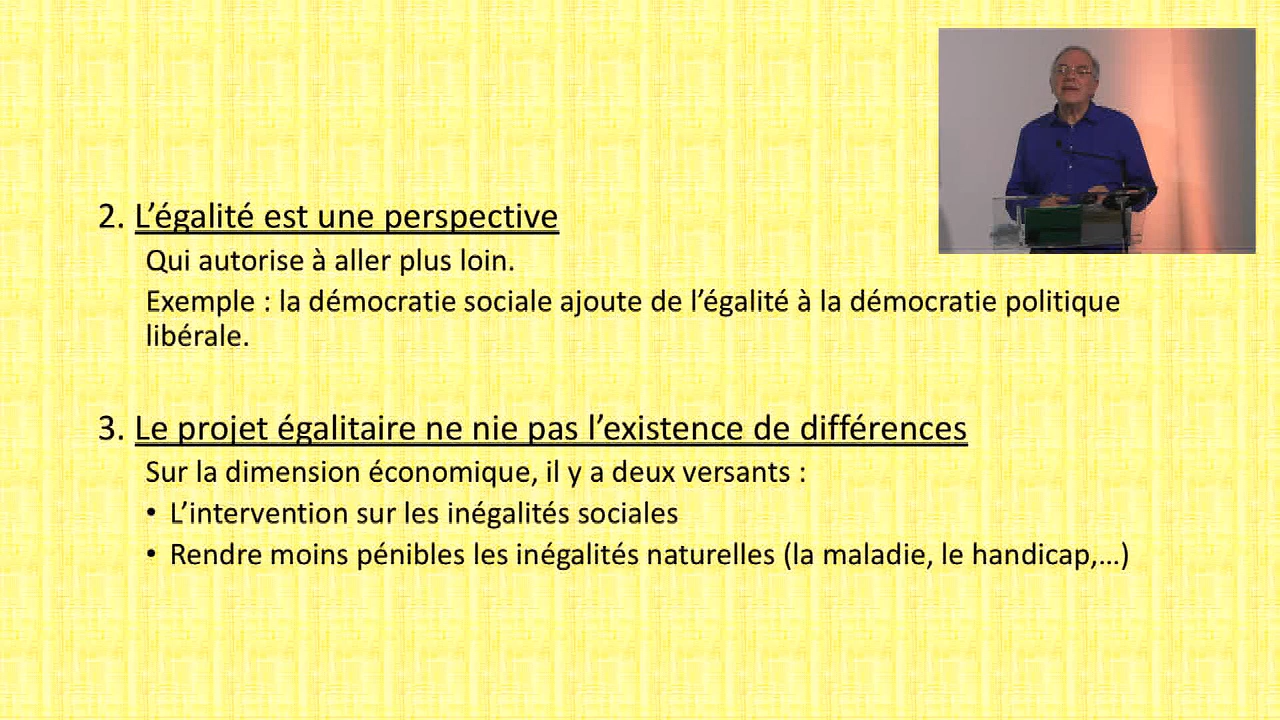 2. L’égalité est une perspective
Qui autorise à aller plus loin.
Exemple : la démocratie sociale ajoute de l’égalité à la démocratie politique
libérale.
3. Le projet égalitaire ne nie pas l’existence de différences
Sur la dimension économique, il y a deux versants :
• L’intervention sur les inégalités sociales
• Rendre moins pénibles les inégalités naturelles (la maladie, le handicap,…)